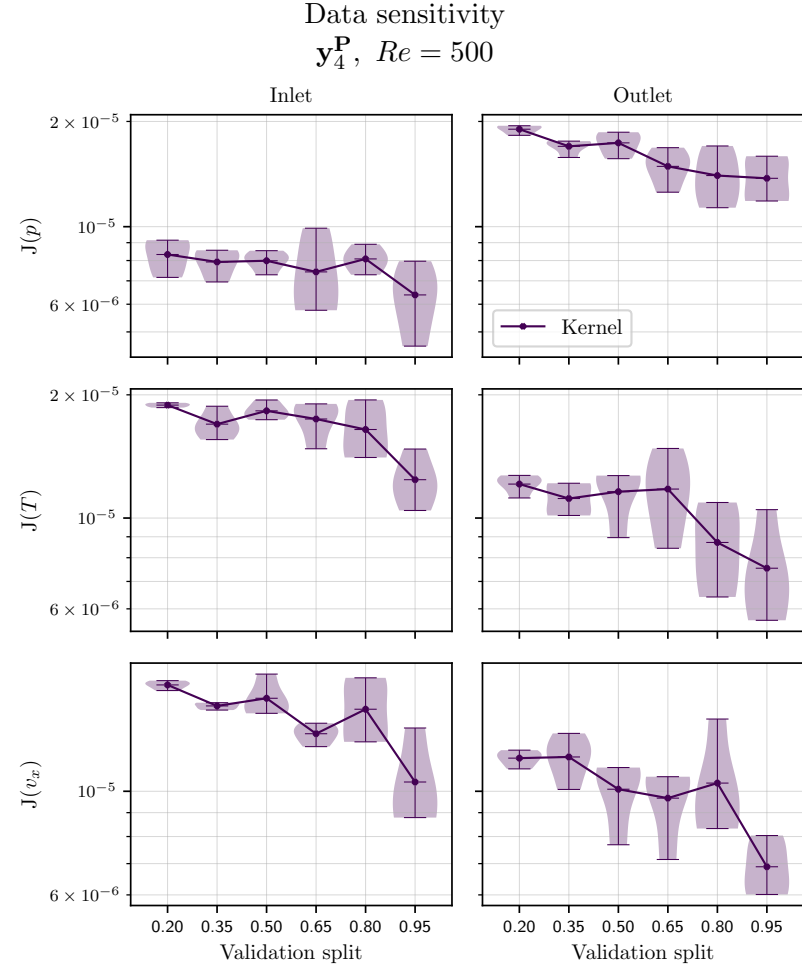 Data sensitivity
y₄ᴾ, Re = 500
Inlet
Outlet
2 × 10⁻⁵
10⁻⁵
6 × 10⁻⁶
J(p)
Kernel
2 × 10⁻⁵
10⁻⁵
6 × 10⁻⁶
J(T)
10⁻⁵
6 × 10⁻⁶
J(vₓ)
0.20 0.35 0.50 0.65 0.80 0.95
0.20 0.35 0.50 0.65 0.80 0.95
Validation split
Validation split